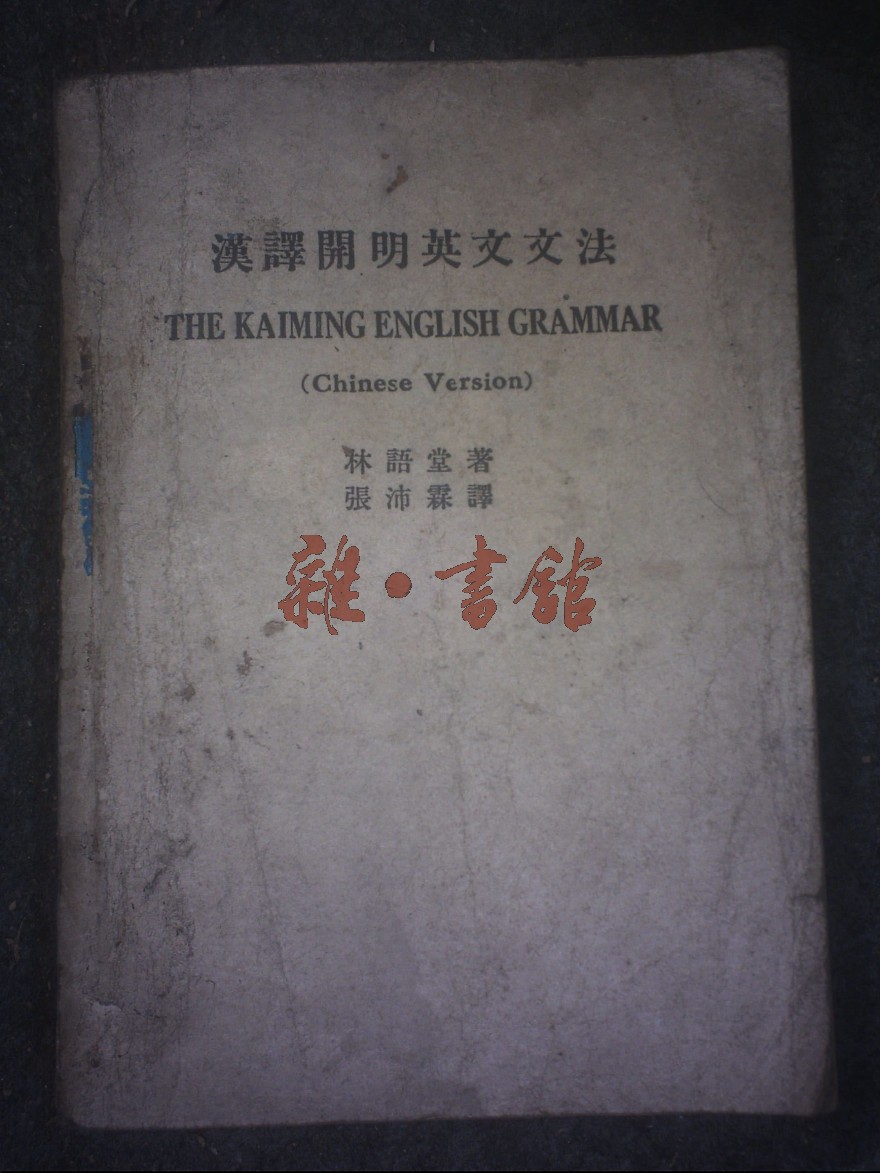 漢譯開明英文文法
THE KAIMING ENGLISH GRAMMAR
(Chinese Version)
林語堂著
張沛霖譯
雜·書館